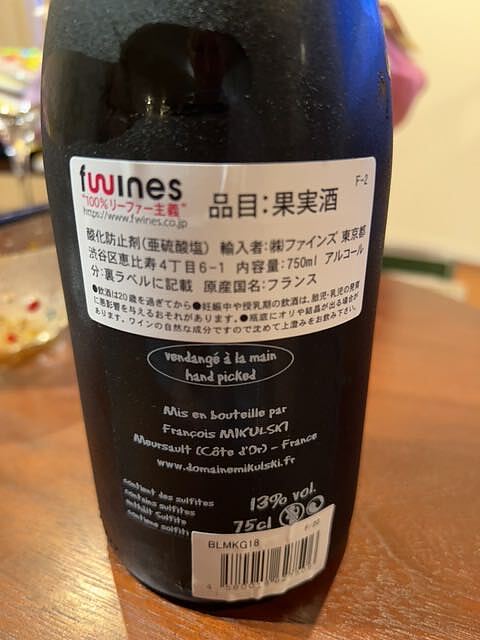 fwines
"100%リーファー主義"
https://www.fwines.co.jp
品目:果実酒
F-2
酸化防止剤(亜硫酸塩) 輸入者:㈱ファインズ 東京都
渋谷区恵比寿4丁目6-1 内容量:750ml アルコール
分:裏ラベルに記載 原産国名:フランス
●飲酒は20歳を過ぎてから●妊娠中や授乳期の飲酒は、胎児・乳児の発育
に悪影響を与えるおそれがあります。●瓶底にオリや結晶が出る場合が
あります。ワインの自然な成分ですので沈めて上澄みをお飲み下さい。
vendangé à la main
hand picked
Mis en bouteille par
François MIKULSKI
Meursault (Côte d'Or) - France
www.domainemikulski.fr
contient des sulfites
contains sulfites
enthält Sulfite
contiene solfiti
13% vol.
75cl
BLMKG18